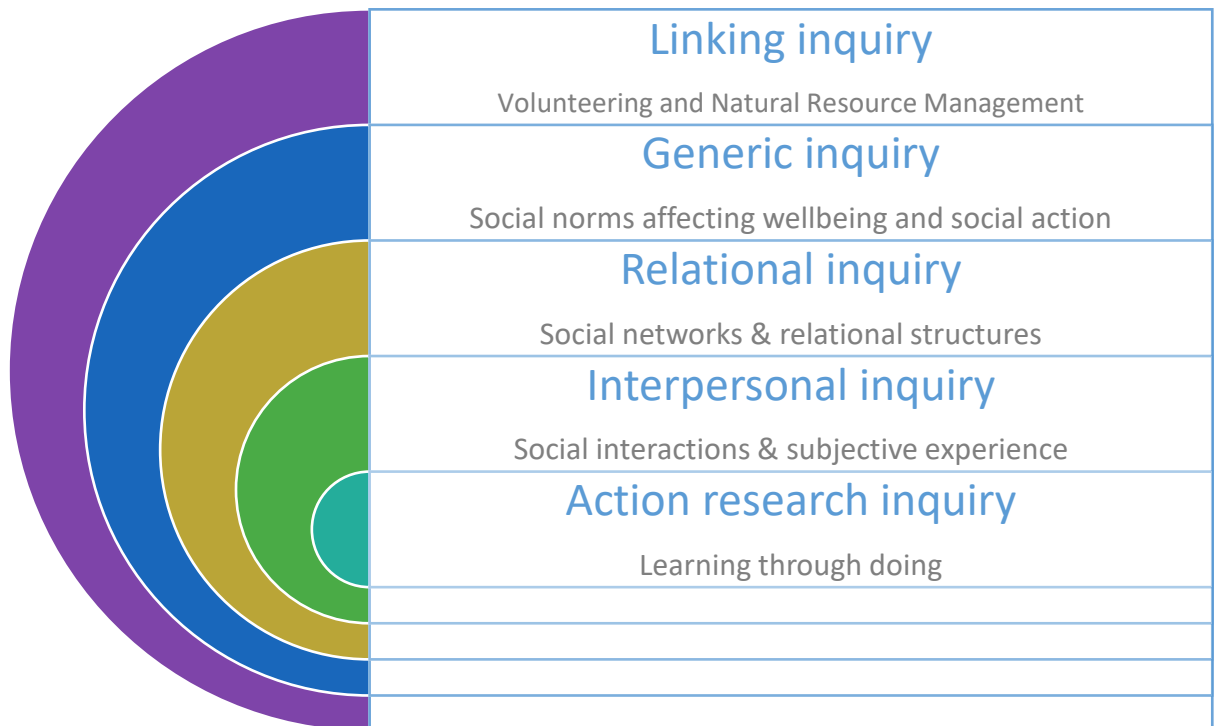 Linking inquiry
Volunteering and Natural Resource Management
Generic inquiry
Social norms affecting wellbeing and social action
Relational inquiry
Social networks & relational structures
Interpersonal inquiry
Social interactions & subjective experience
Action research inquiry
Learning through doing